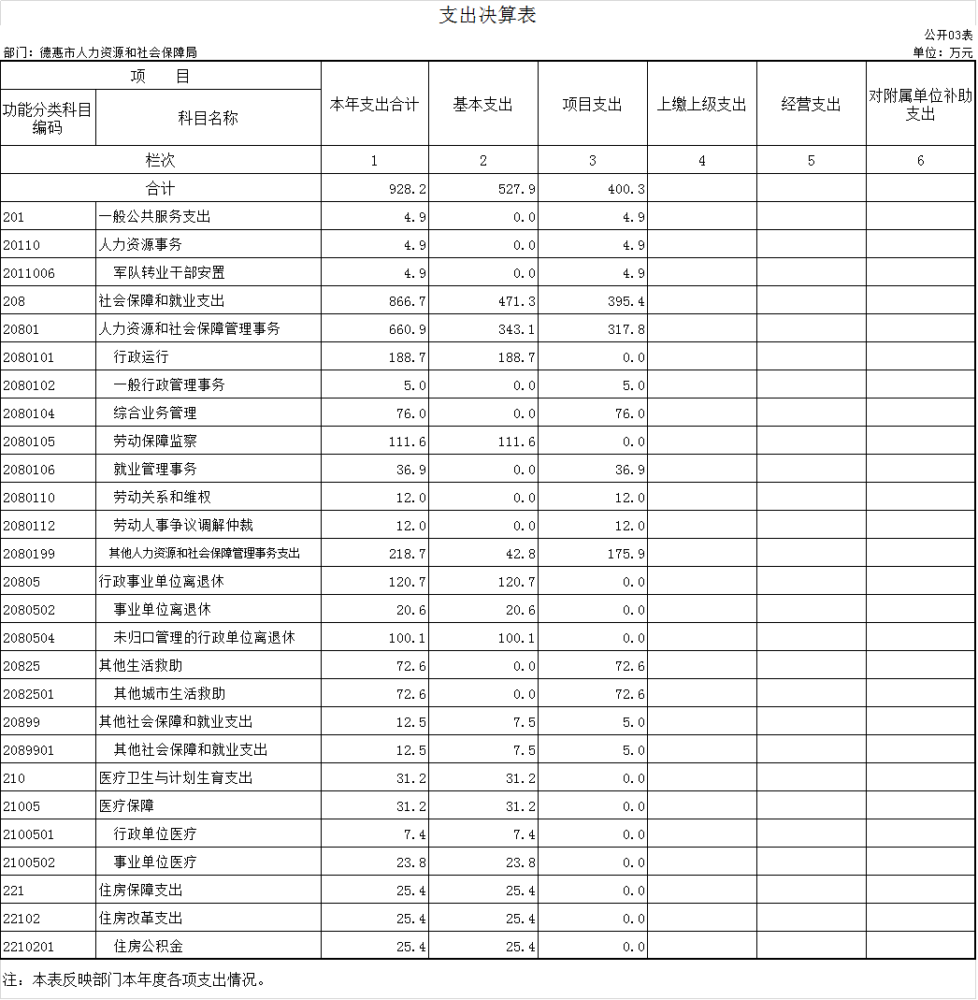 支出决算表
公开03表
部门：德惠市人力资源和社会保障局 单位：万元
项 目 本年支出合计 基本支出 项目支出 上缴上级支出 经营支出 对附属单位补助支出
功能分类科目编码 科目名称
栏次 1 2 3 4 5 6
合计 928.2 527.9 400.3
201 一般公共服务支出 4.9 0.0 4.9
20110 人力资源事务 4.9 0.0 4.9
2011006 军队转业干部安置 4.9 0.0 4.9
208 社会保障和就业支出 866.7 471.3 395.4
20801 人力资源和社会保障管理事务 660.9 343.1 317.8
2080101 行政运行 188.7 188.7 0.0
2080102 一般行政管理事务 5.0 0.0 5.0
2080104 综合业务管理 76.0 0.0 76.0
2080105 劳动保障监察 111.6 111.6 0.0
2080106 就业管理事务 36.9 0.0 36.9
2080110 劳动关系和维权 12.0 0.0 12.0
2080112 劳动人事争议调解仲裁 12.0 0.0 12.0
2080199 其他人力资源和社会保障管理事务支出 218.7 42.8 175.9
20805 行政事业单位离退休 120.7 120.7 0.0
2080502 事业单位离退休 20.6 20.6 0.0
2080504 未归口管理的行政单位离退休 100.1 100.1 0.0
20825 其他生活救助 72.6 0.0 72.6
2082501 其他城市生活救助 72.6 0.0 72.6
20899 其他社会保障和就业支出 12.5 7.5 5.0
2089901 其他社会保障和就业支出 12.5 7.5 5.0
210 医疗卫生与计划生育支出 31.2 31.2 0.0
21005 医疗保障 31.2 31.2 0.0
2100501 行政单位医疗 7.4 7.4 0.0
2100502 事业单位医疗 23.8 23.8 0.0
221 住房保障支出 25.4 25.4 0.0
22102 住房改革支出 25.4 25.4 0.0
2210201 住房公积金 25.4 25.4 0.0
注：本表反映部门本年度各项支出情况。